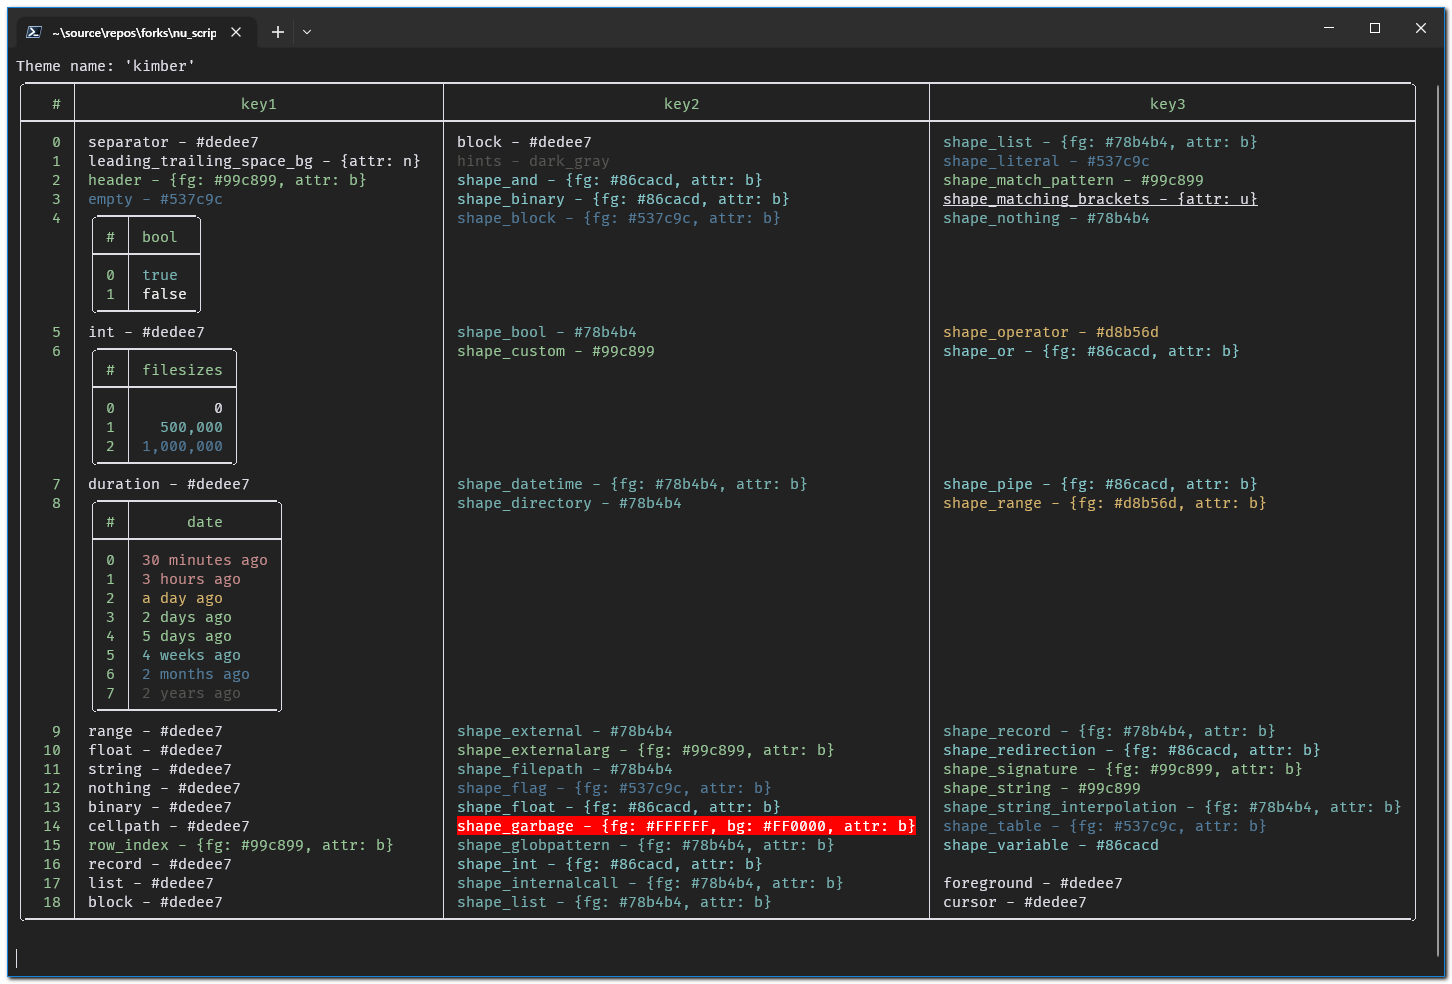 ~\source\repos\forks\nu_scrip
Theme name: 'kimber'
# key1 key2 key3
0 separator - #dedee7 block - #dedee7 shape_list - {fg: #78b4b4, attr: b}
1 leading_trailing_space_bg - {attr: n} hints - dark_gray shape_literal - #537c9c
2 header - {fg: #99c899, attr: b} shape_and - {fg: #86cacd, attr: b} shape_match_pattern - #99c899
3 empty - #537c9c shape_binary - {fg: #86cacd, attr: b} shape_matching_brackets - {attr: u}
4 shape_block - {fg: #537c9c, attr: b} shape_nothing - #78b4b4
# bool
0 true
1 false
5 int - #dedee7 shape_bool - #78b4b4 shape_operator - #d8b56d
6 shape_custom - #99c899 shape_or - {fg: #86cacd, attr: b}
# filesizes
0 0
1 500,000
2 1,000,000
7 duration - #dedee7 shape_datetime - {fg: #78b4b4, attr: b} shape_pipe - {fg: #86cacd, attr: b}
8 shape_directory - #78b4b4 shape_range - {fg: #d8b56d, attr: b}
# date
0 30 minutes ago
1 3 hours ago
2 a day ago
3 2 days ago
4 5 days ago
5 4 weeks ago
6 2 months ago
7 2 years ago
9 range - #dedee7 shape_external - #78b4b4 shape_record - {fg: #78b4b4, attr: b}
10 float - #dedee7 shape_externalarg - {fg: #99c899, attr: b} shape_redirection - {fg: #86cacd, attr: b}
11 string - #dedee7 shape_filepath - #78b4b4 shape_signature - {fg: #99c899, attr: b}
12 nothing - #dedee7 shape_flag - {fg: #537c9c, attr: b} shape_string - #99c899
13 binary - #dedee7 shape_float - {fg: #86cacd, attr: b} shape_string_interpolation - {fg: #78b4b4, attr: b}
14 cellpath - #dedee7 shape_garbage - {fg: #FFFFFF, bg: #FF0000, attr: b} shape_table - {fg: #537c9c, attr: b}
15 row_index - {fg: #99c899, attr: b} shape_globpattern - {fg: #78b4b4, attr: b} shape_variable - #86cacd
16 record - #dedee7 shape_int - {fg: #86cacd, attr: b}
17 list - #dedee7 shape_internalcall - {fg: #78b4b4, attr: b} foreground - #dedee7
18 block - #dedee7 shape_list - {fg: #78b4b4, attr: b} cursor - #dedee7